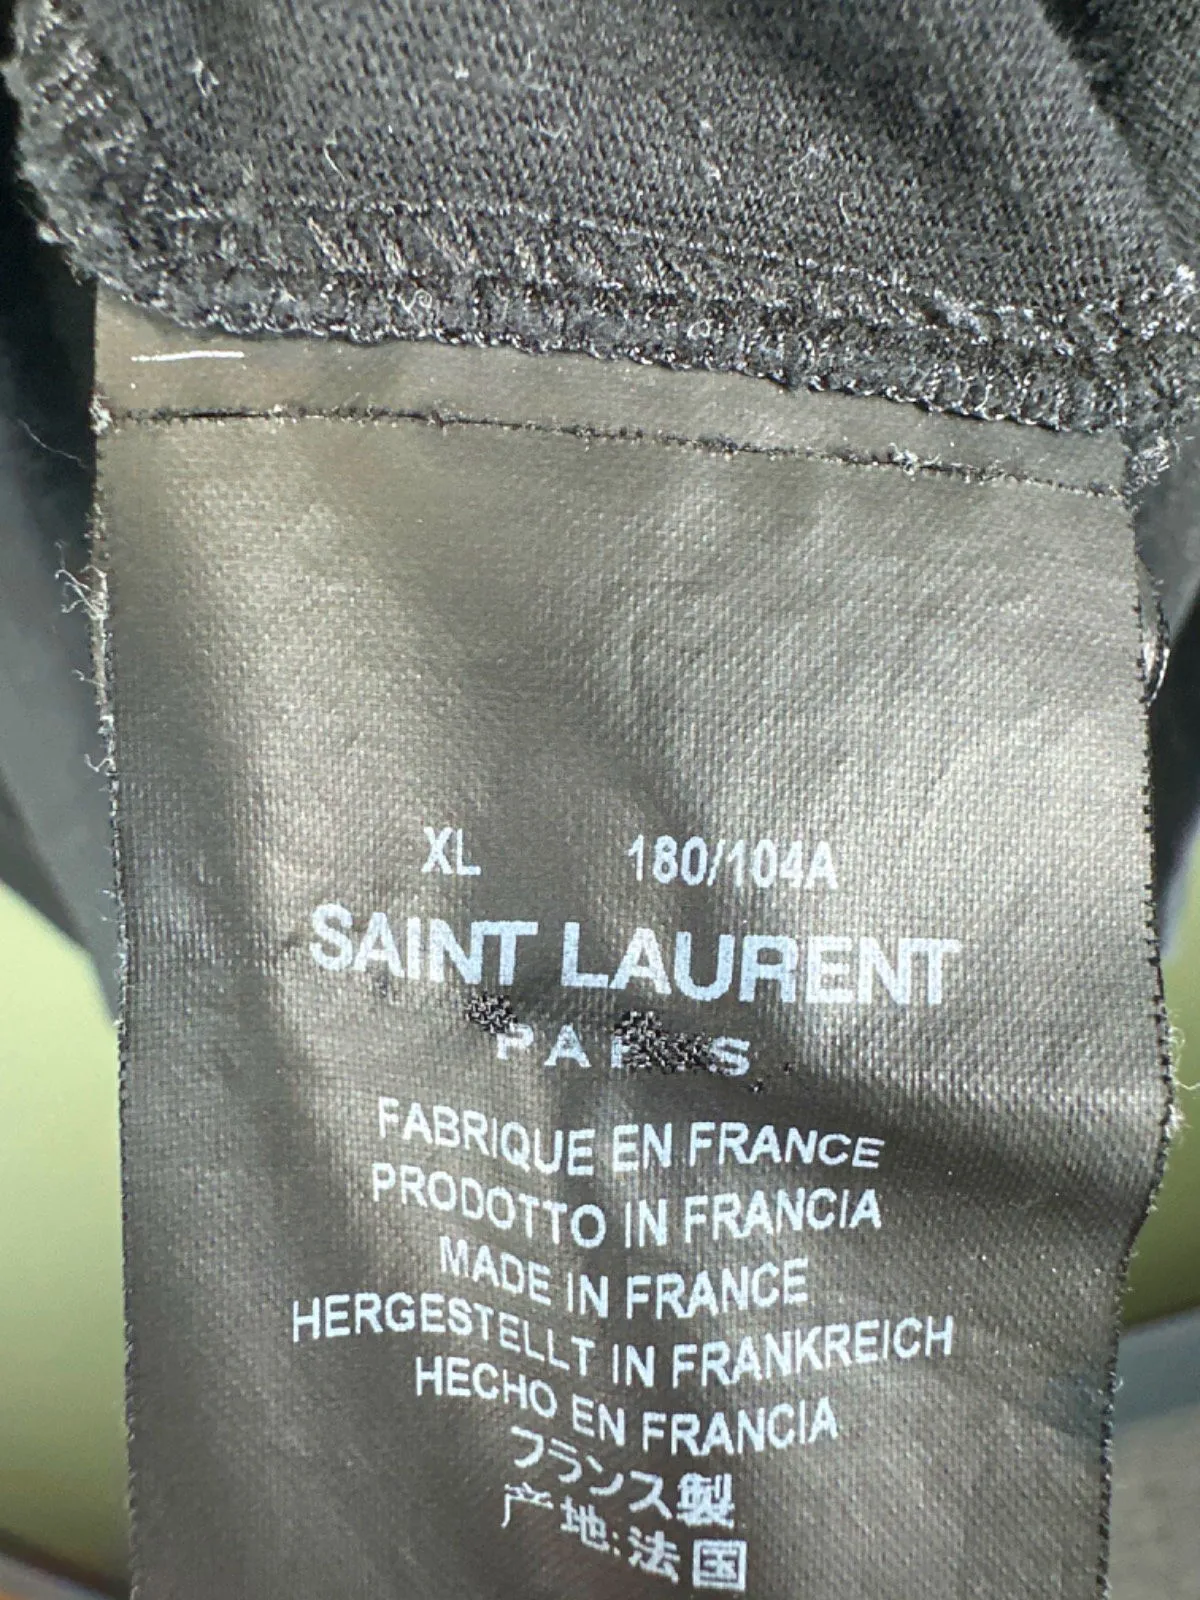 XL 180/104A
SAINT LAURENT
PARIS
FABRIQUE EN FRANCE
PRODOTTO IN FRANCIA
MADE IN FRANCE
HERGESTELLT IN FRANKREICH
HECHO EN FRANCIA
フランス製
产地:法国